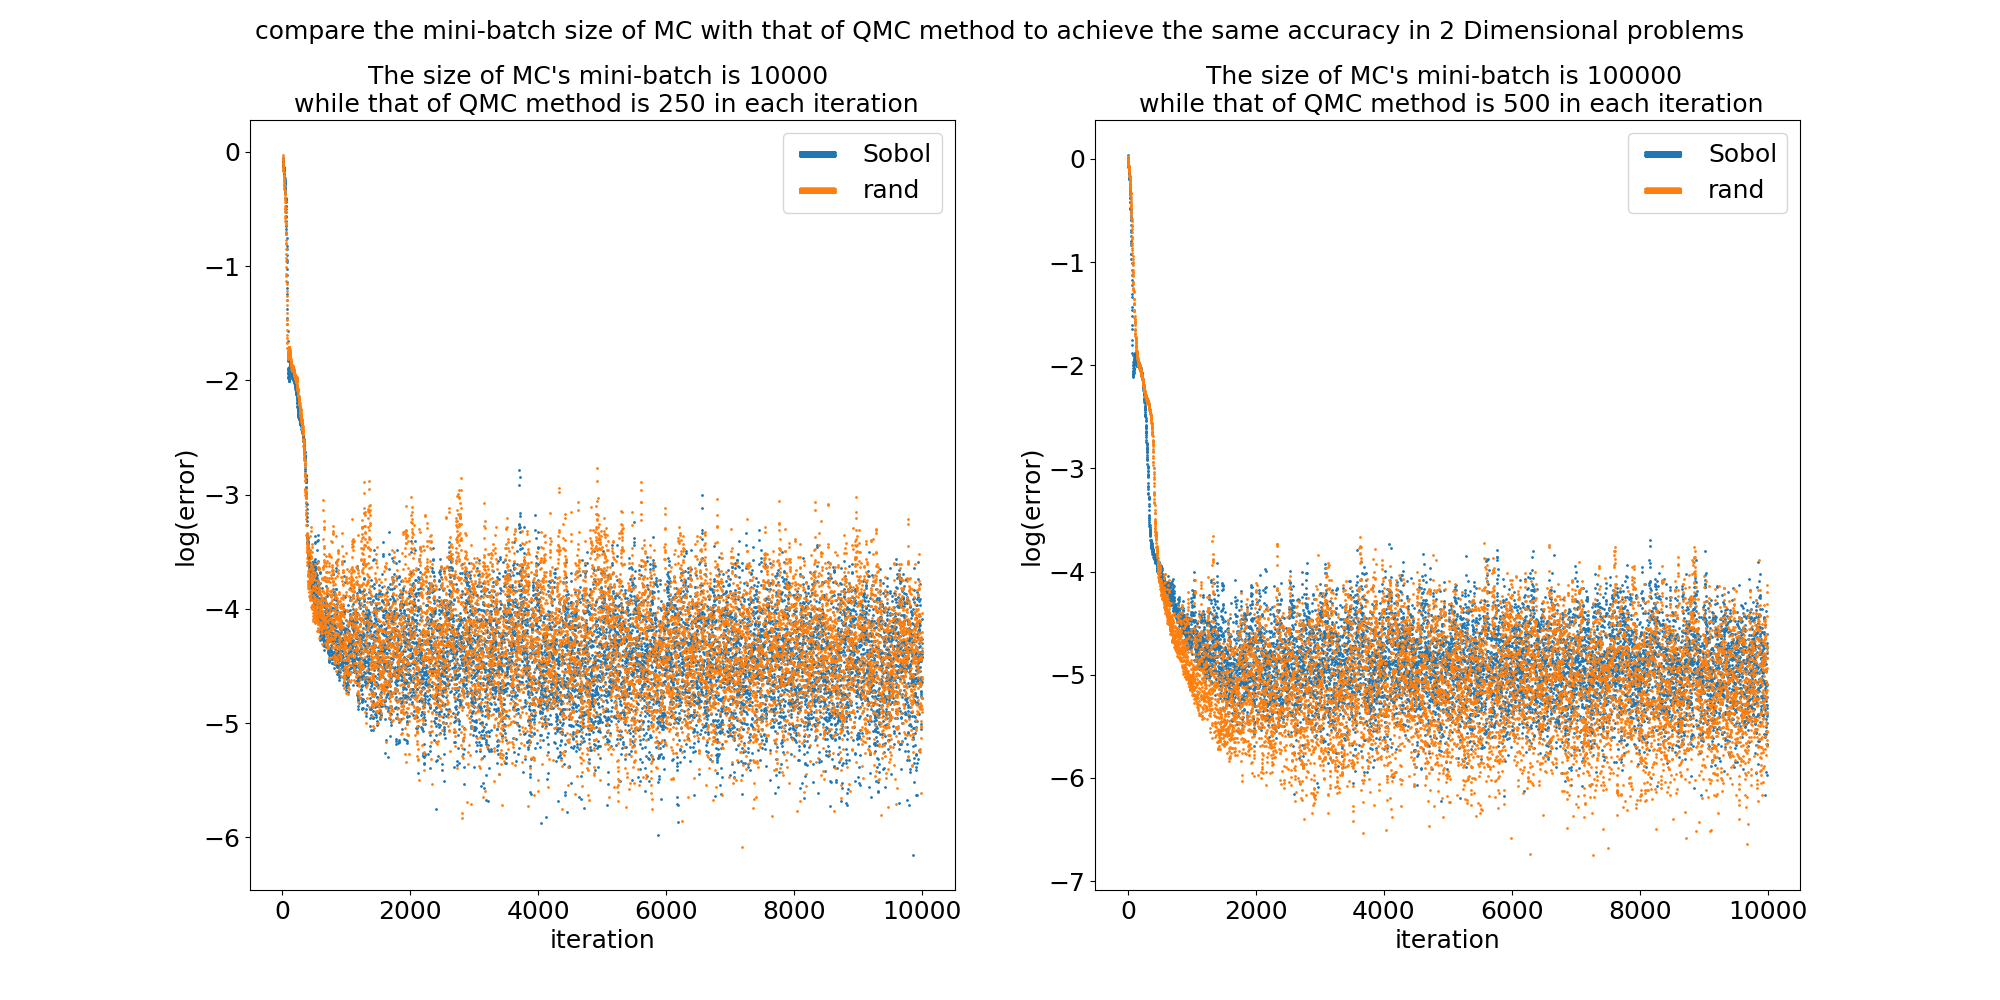 compare the mini-batch size of MC with that of QMC method to achieve the same accuracy in 2 Dimensional problems
The size of MC's mini-batch is 10000
while that of QMC method is 250 in each iteration
Sobol
rand
0
−1
−2
−3
−4
−5
−6
log(error)
0
2000
4000
6000
8000
10000
iteration
The size of MC's mini-batch is 100000
while that of QMC method is 500 in each iteration
Sobol
rand
0
−1
−2
−3
−4
−5
−6
−7
log(error)
0
2000
4000
6000
8000
10000
iteration